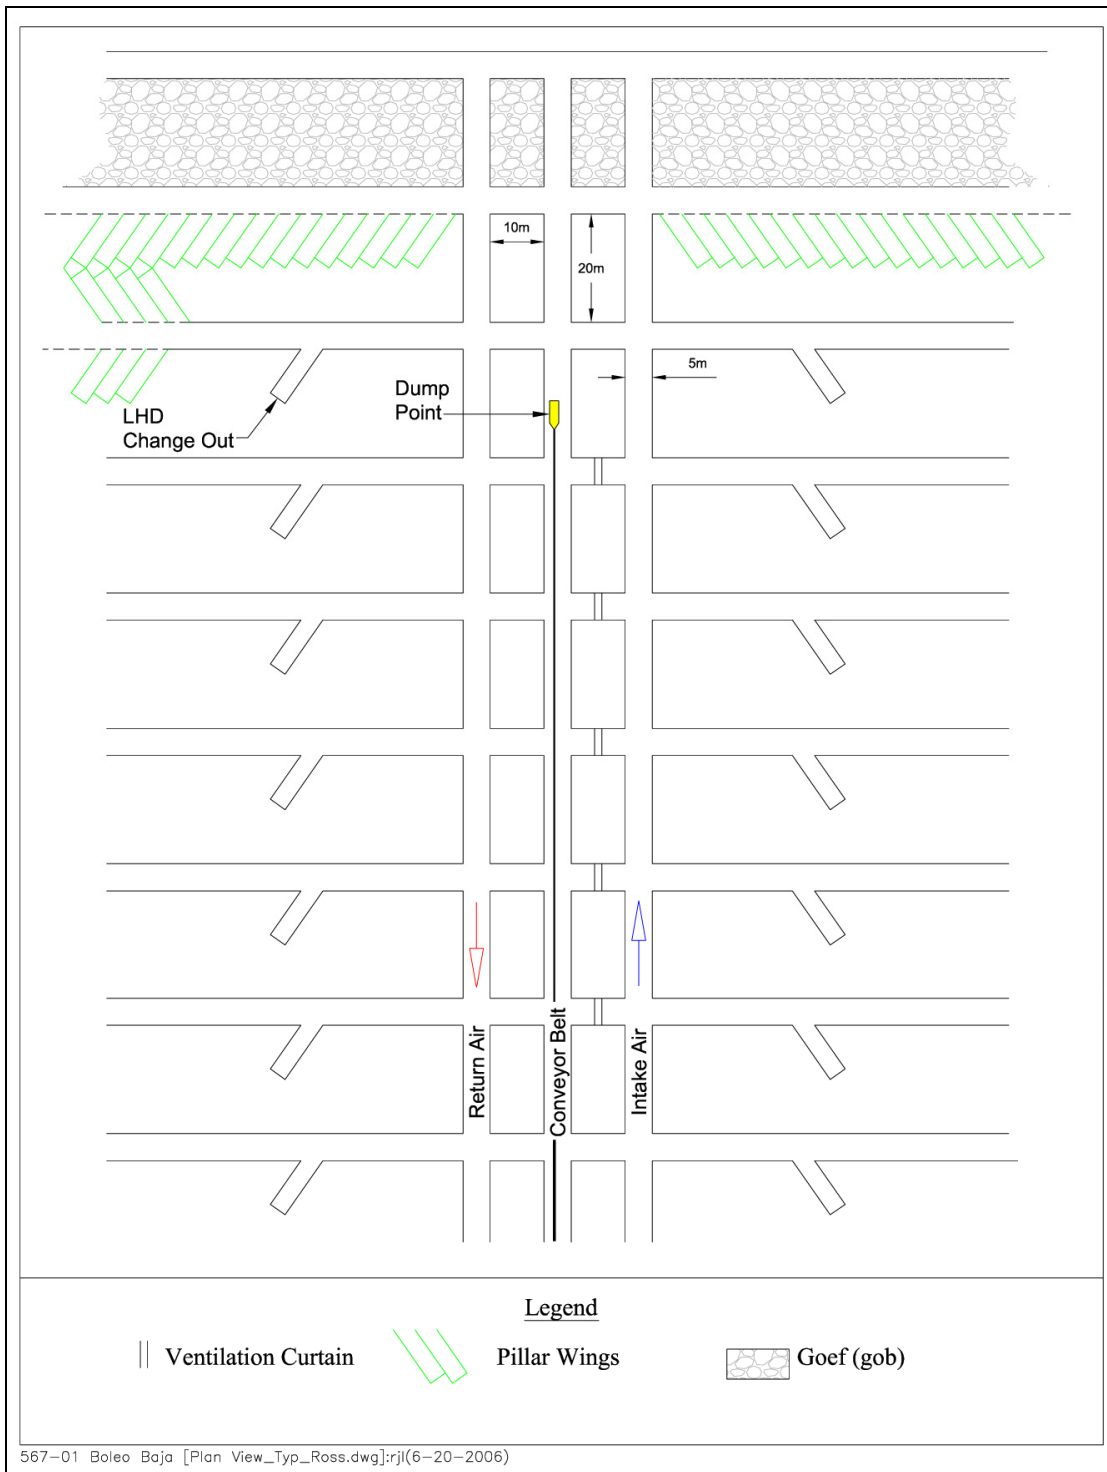 10m
20m
5m
Dump
Point
LHD
Change Out
Return Air
Conveyor Belt
Intake Air
Legend
Ventilation Curtain
Pillar Wings
Goef (gob)
567-01 Boleo Baja [Plan View_Typ_Ross.dwg]:rjl(6-20-2006)